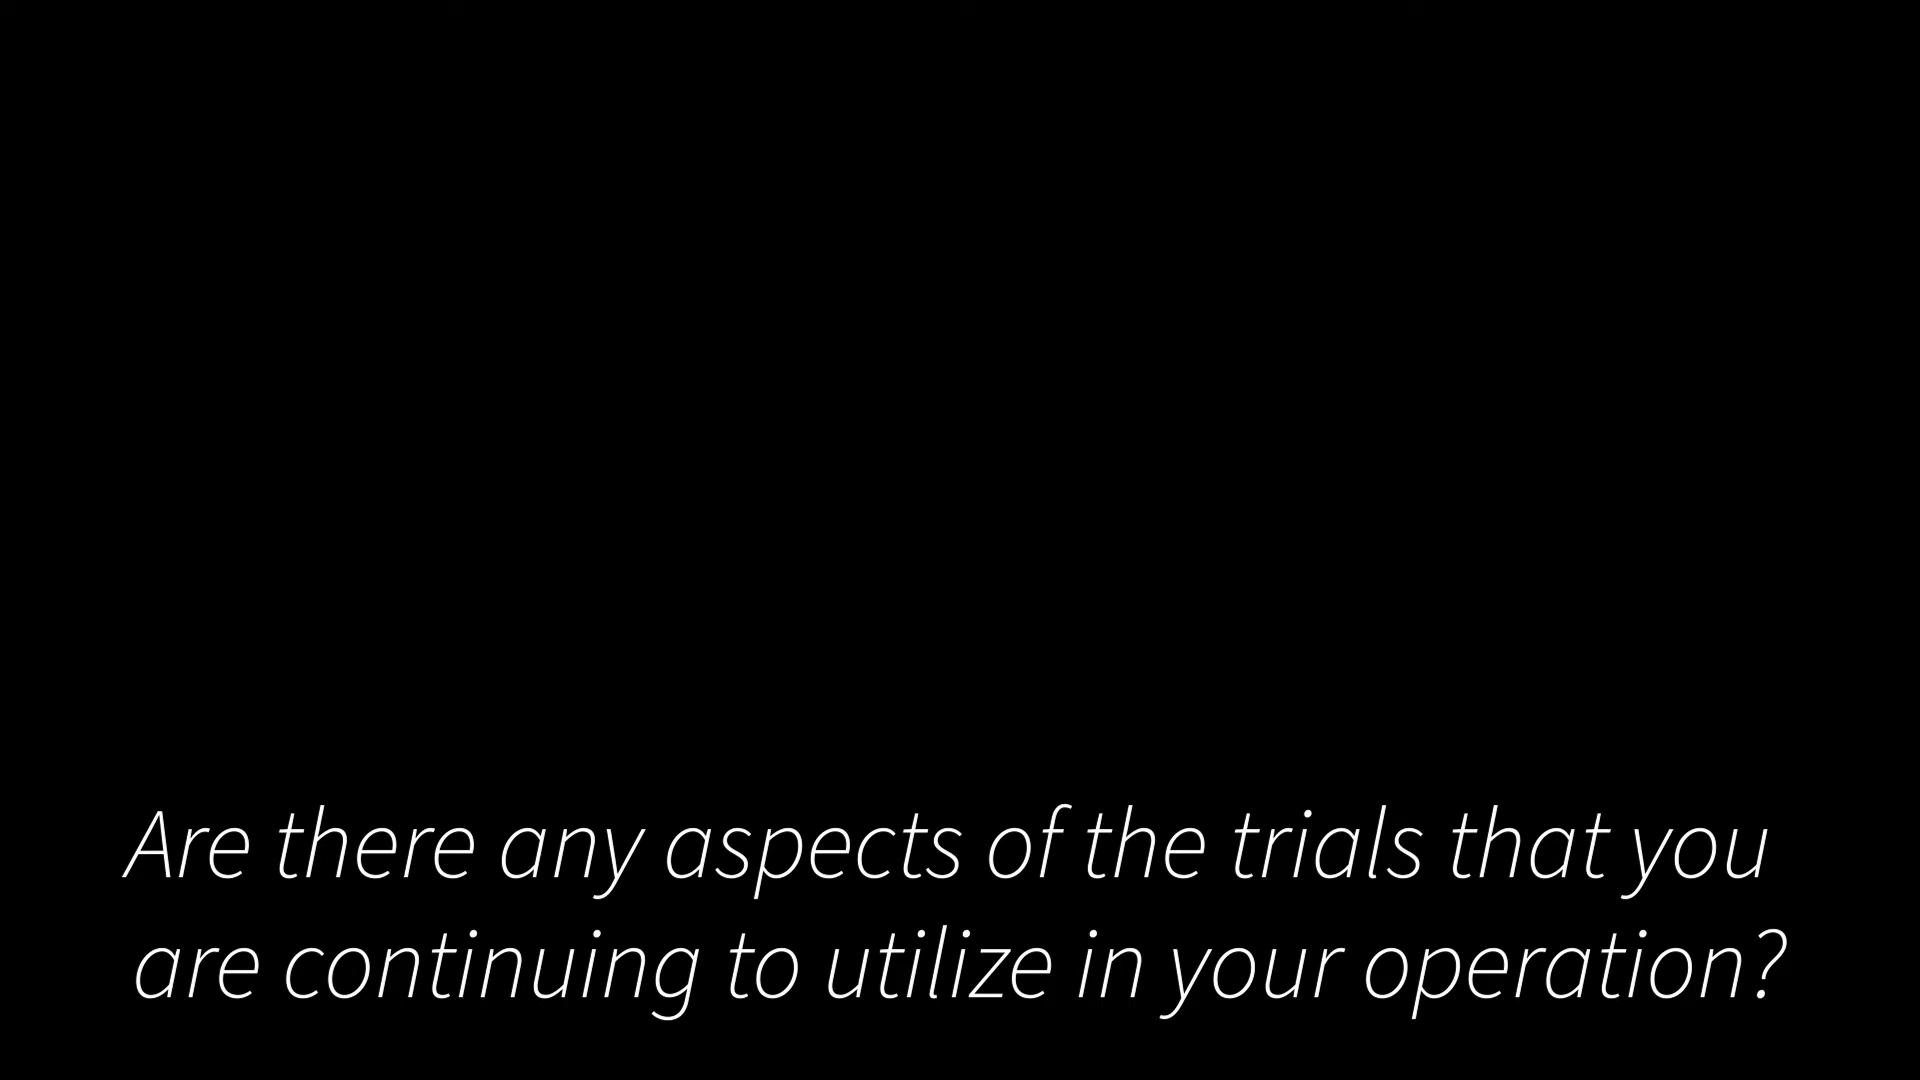 Are there any aspects of the trials that you
are continuing to utilize in your operation?